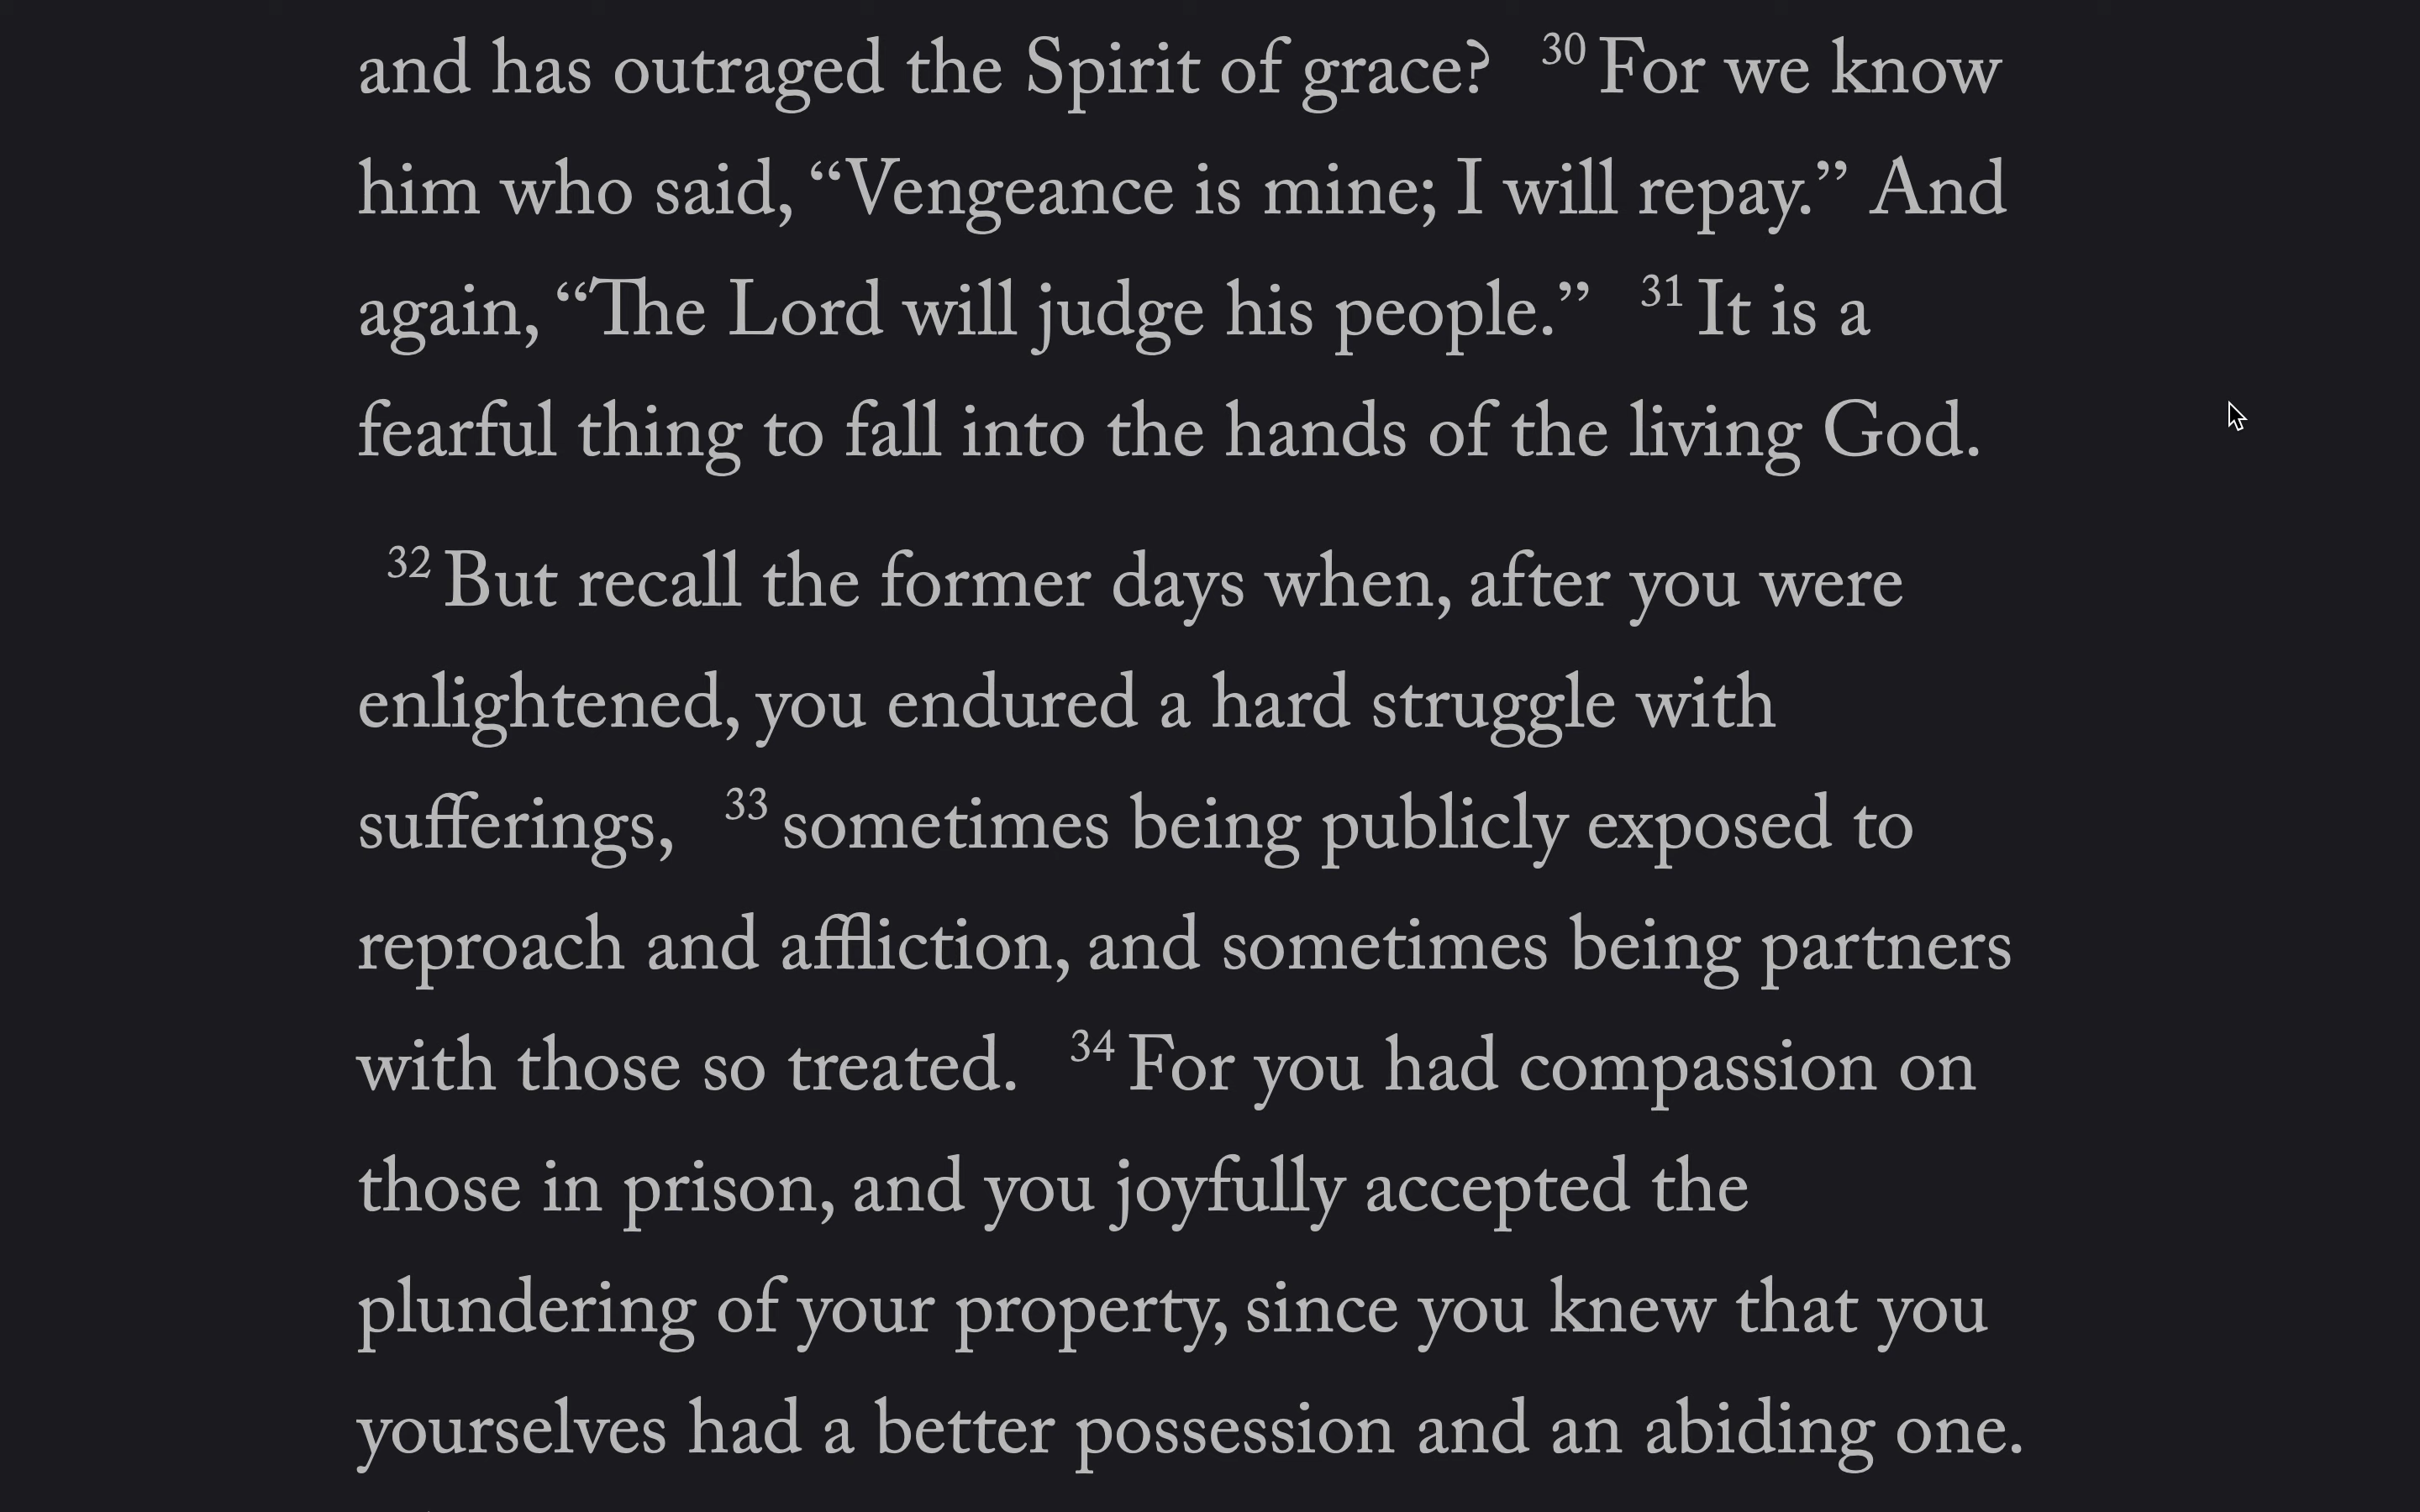 and has outraged the Spirit of grace? 30 For we know
him who said, “Vengeance is mine; I will repay.” And
again, “The Lord will judge his people.” 31 It is a
fearful thing to fall into the hands of the living God.
32 But recall the former days when, after you were
enlightened, you endured a hard struggle with
sufferings, 33 sometimes being publicly exposed to
reproach and affliction, and sometimes being partners
with those so treated. 34 For you had compassion on
those in prison, and you joyfully accepted the
plundering of your property, since you knew that you
yourselves had a better possession and an abiding one.